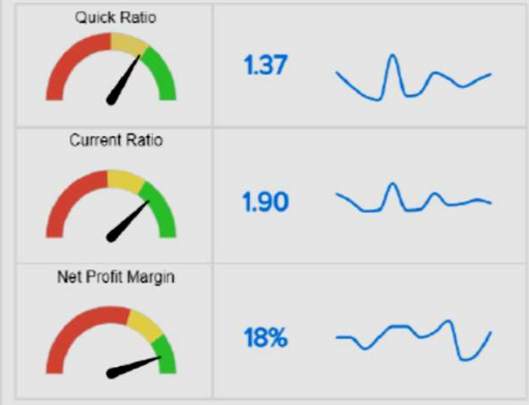 Quick Ratio
1.37
Current Ratio
1.90
Net Profit Margin
18%